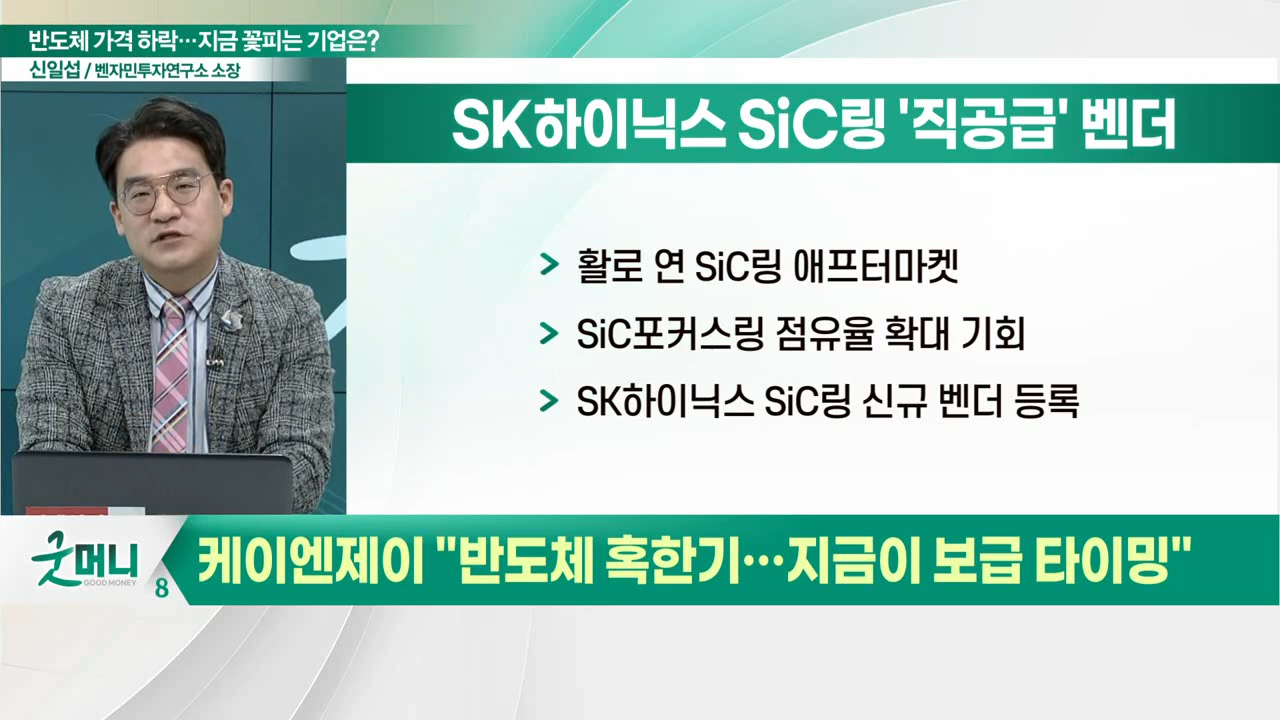 반도체 가격 하락…지금 꽃피는 기업은?
신일섭 / 벤자민투자연구소 소장
SK하이닉스 SiC링 '직공급' 벤더
> 활로 연 SiC링 애프터마켓
> SiC포커스링 점유율 확대 기회
> SK하이닉스 SiC링 신규 벤더 등록
굿머니
GOOD MONEY
8
케이엔제이 "반도체 혹한기…지금이 보급 타이밍"